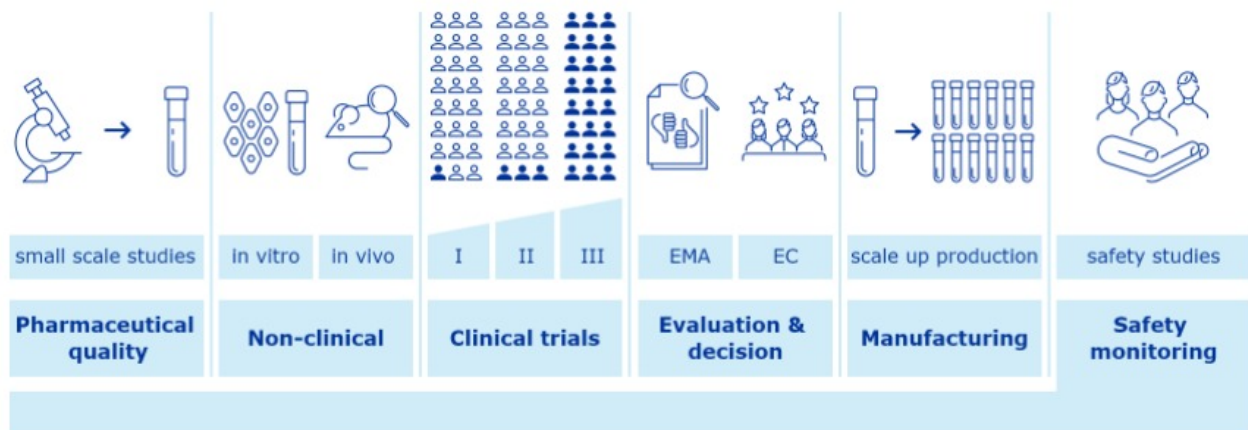 small scale studies
in vitro
in vivo
I
II
III
EMA
EC
scale up production
safety studies
Pharmaceutical
quality
Non-clinical
Clinical trials
Evaluation &
decision
Manufacturing
Safety
monitoring